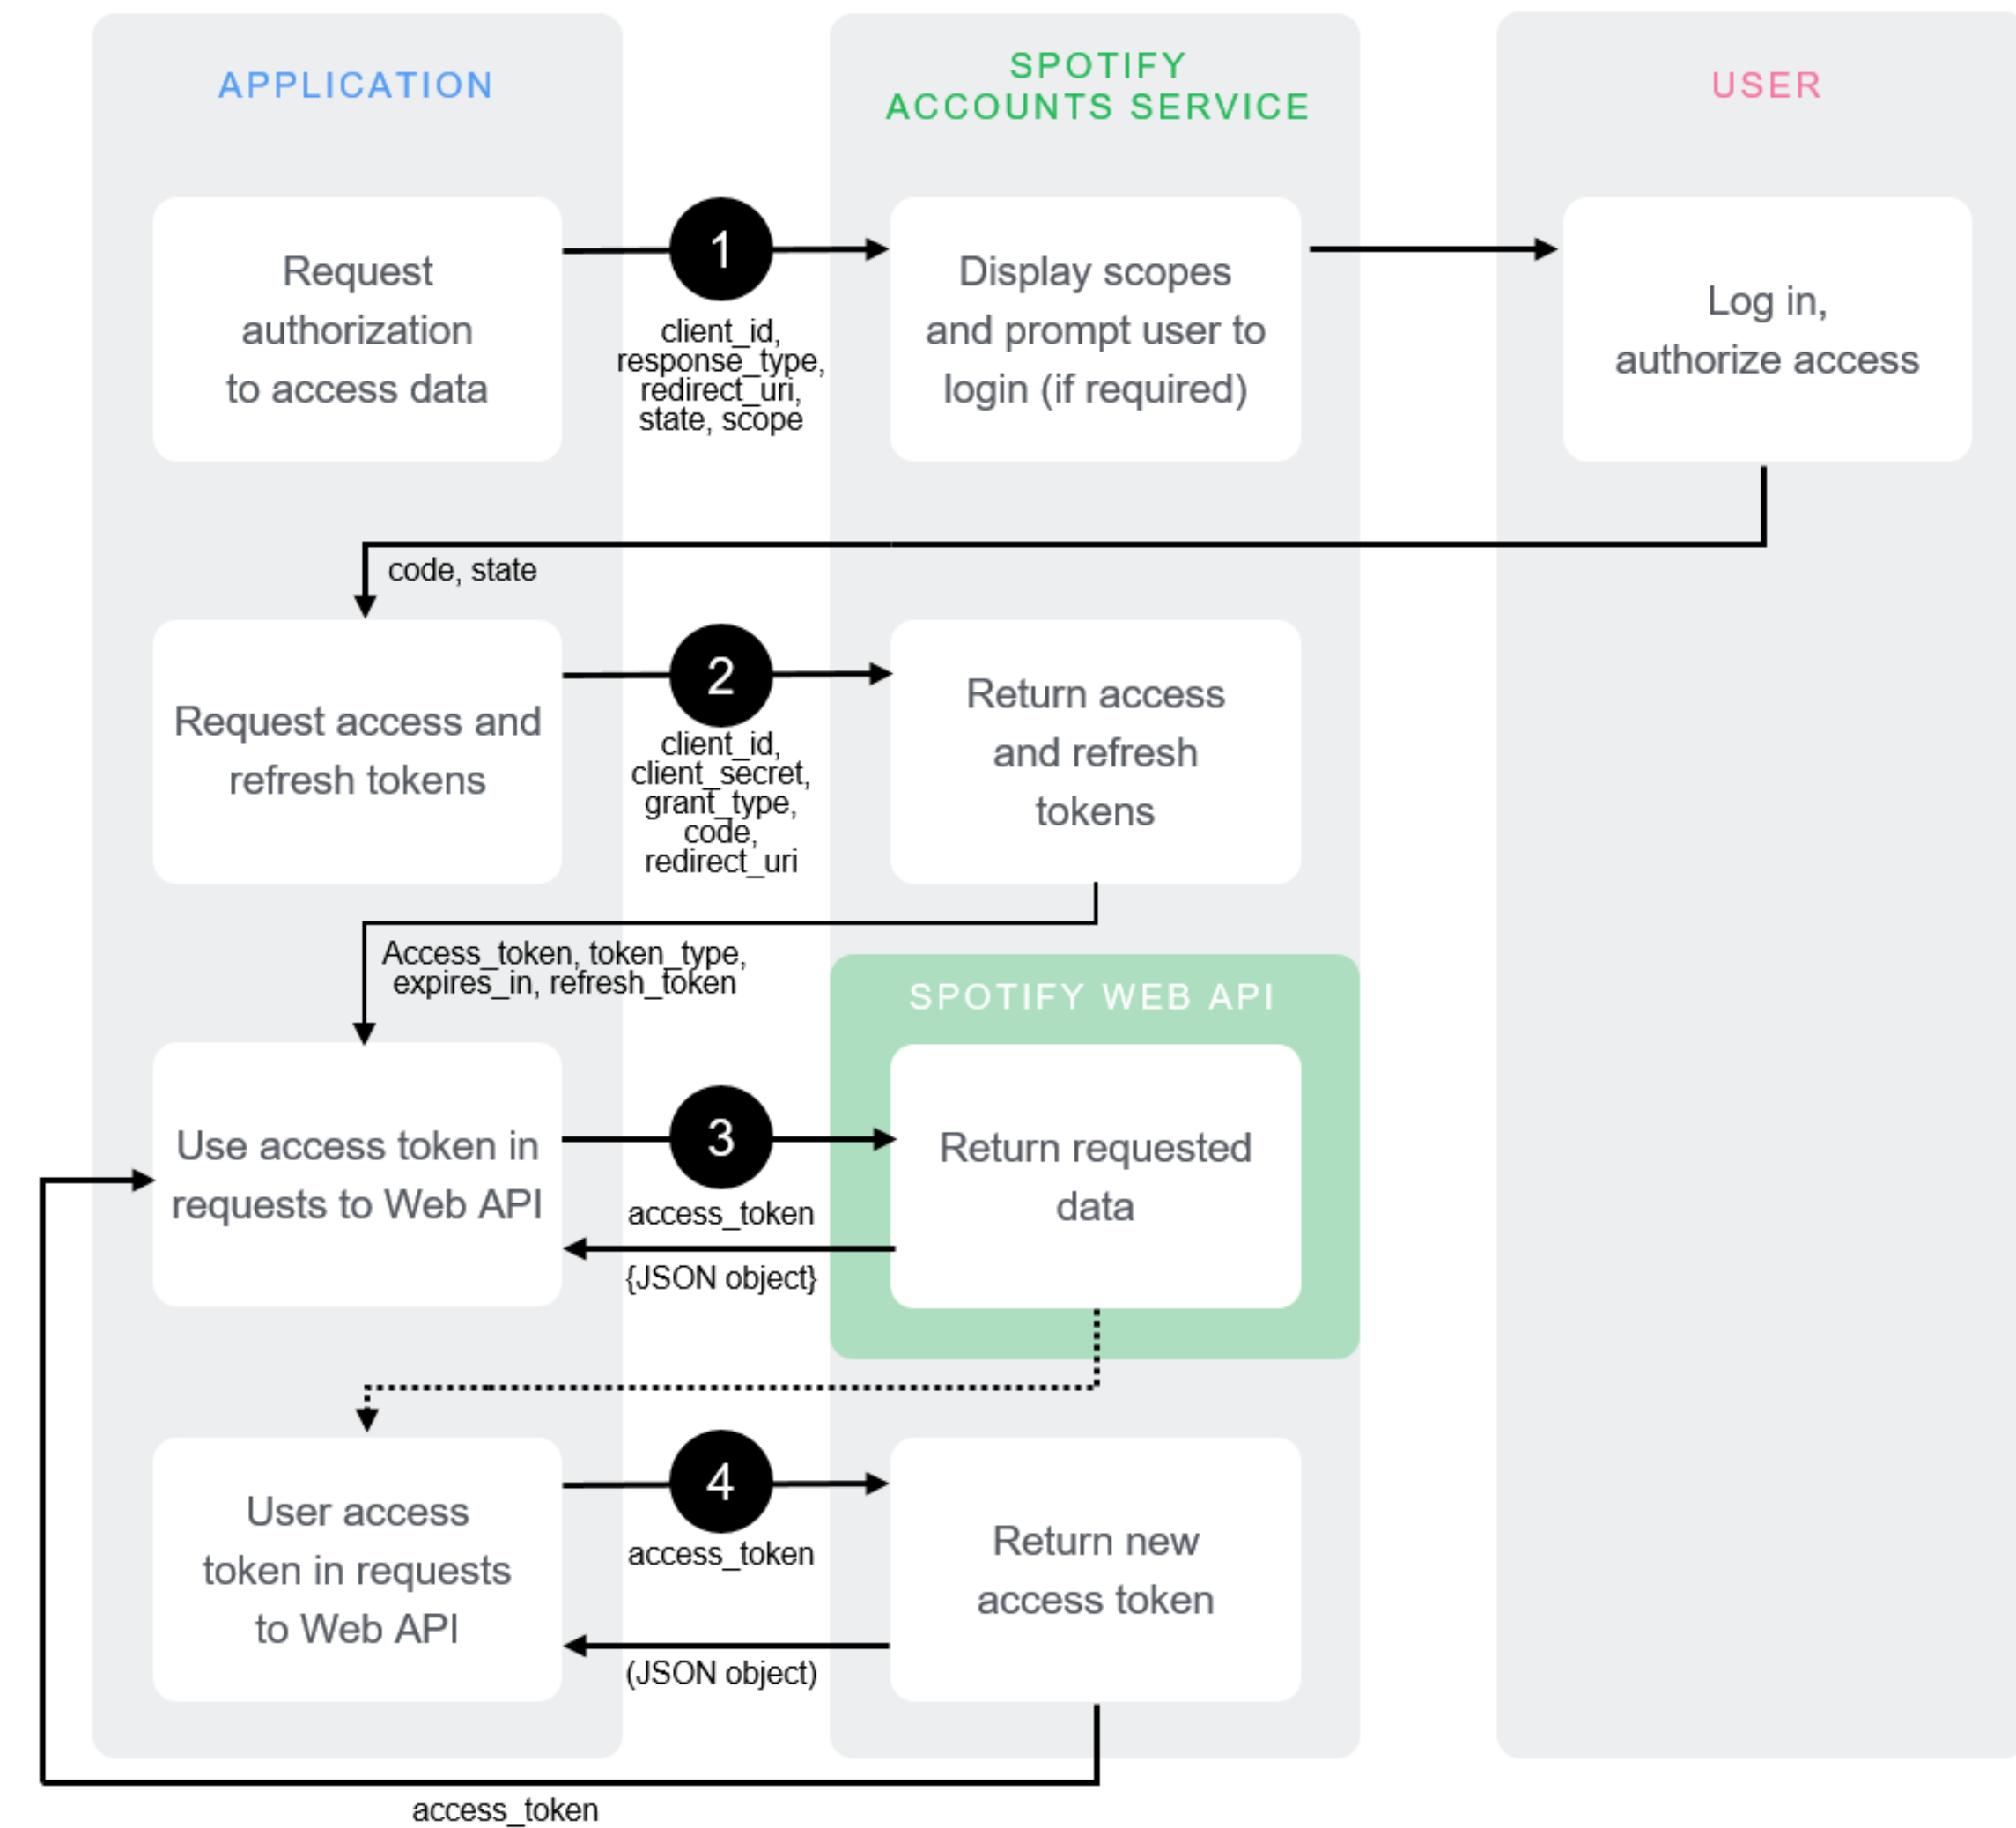 APPLICATION
SPOTIFY
ACCOUNTS SERVICE
USER
Request
authorization
to access data
1
client_id,
response_type,
redirect_uri,
state, scope
Display scopes
and prompt user to
login (if required)
Log in,
authorize access
code, state
Request access and
refresh tokens
2
client_id,
client_secret,
grant_type,
code,
redirect_uri
Return access
and refresh
tokens
Access_token, token_type,
expires_in, refresh_token
SPOTIFY WEB API
Use access token in
requests to Web API
3
access_token
{JSON object}
Return requested
data
User access
token in requests
to Web API
4
access_token
(JSON object)
Return new
access token
access_token